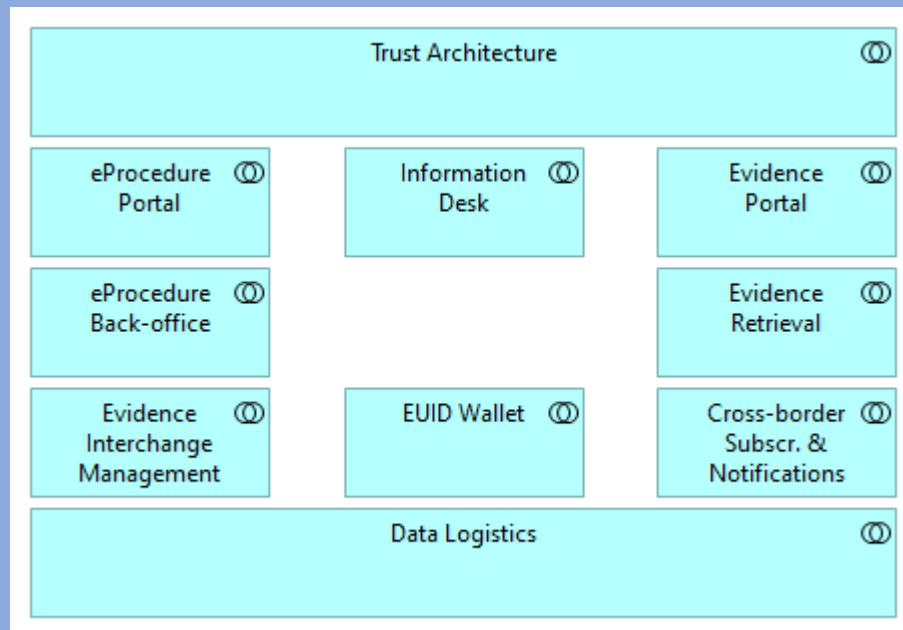 Trust Architecture
eProcedure
Portal
Information
Desk
Evidence
Portal
eProcedure
Back-office
Evidence
Retrieval
Evidence
Interchange
Management
EUID Wallet
Cross-border
Subscr. &
Notifications
Data Logistics